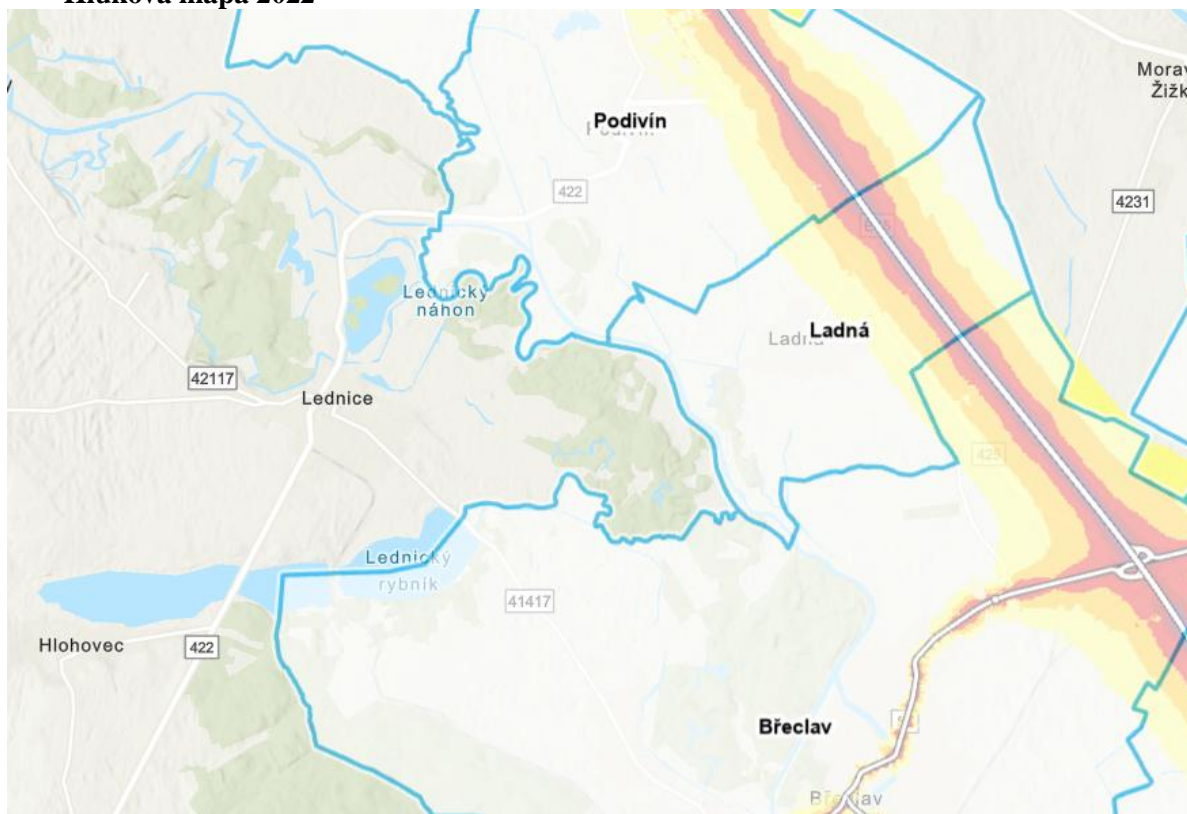 Hluková mapa 2022
Morav
Žižk
Podivín
Podivín
422
4231
Lednický
náhon
Ladná
Ladná
42117
Lednice
425
Lednický
rybník
41417
Hlohovec
422
Břeclav
Břeclav